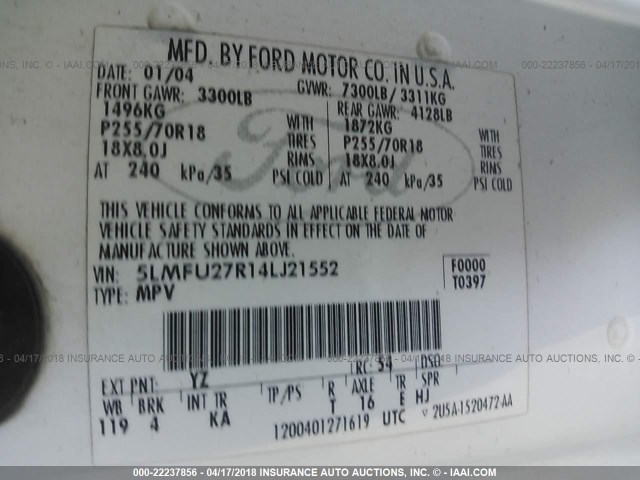 MFD. BY FORD MOTOR CO. IN U.S.A.
DATE: 01/04 GVWR: 7300LB / 3311KG
FRONT GAWR: 3300LB REAR GAWR: 4128LB
1496KG WITH 1872KG WITH
P255/70R18 TIRES P255/70R18 TIRES
18X8.0J RIMS 18X8.0J RIMS
AT 240 kPa/35 PSI COLD AT 240 kPa/35 PSI COLD
THIS VEHICLE CONFORMS TO ALL APPLICABLE FEDERAL MOTOR
VEHICLE SAFETY STANDARDS IN EFFECT ON THE DATE OF
MANUFACTURE SHOWN ABOVE.
VIN: 5LMFU27R14LJ21552 F0000
TYPE: MPV T0397
EXT PNT: YZ RC: 54 DSO:
WB BRK INT TR TP/PS R AXLE TR SPR
119 4 KA T 16 E HJ
1200401271619 UTC 2U5A-1520472-AA
Ford
000-22237856 - 04/17/2018 INSURANCE AUTO AUCTIONS, INC. © - IAAI.COM